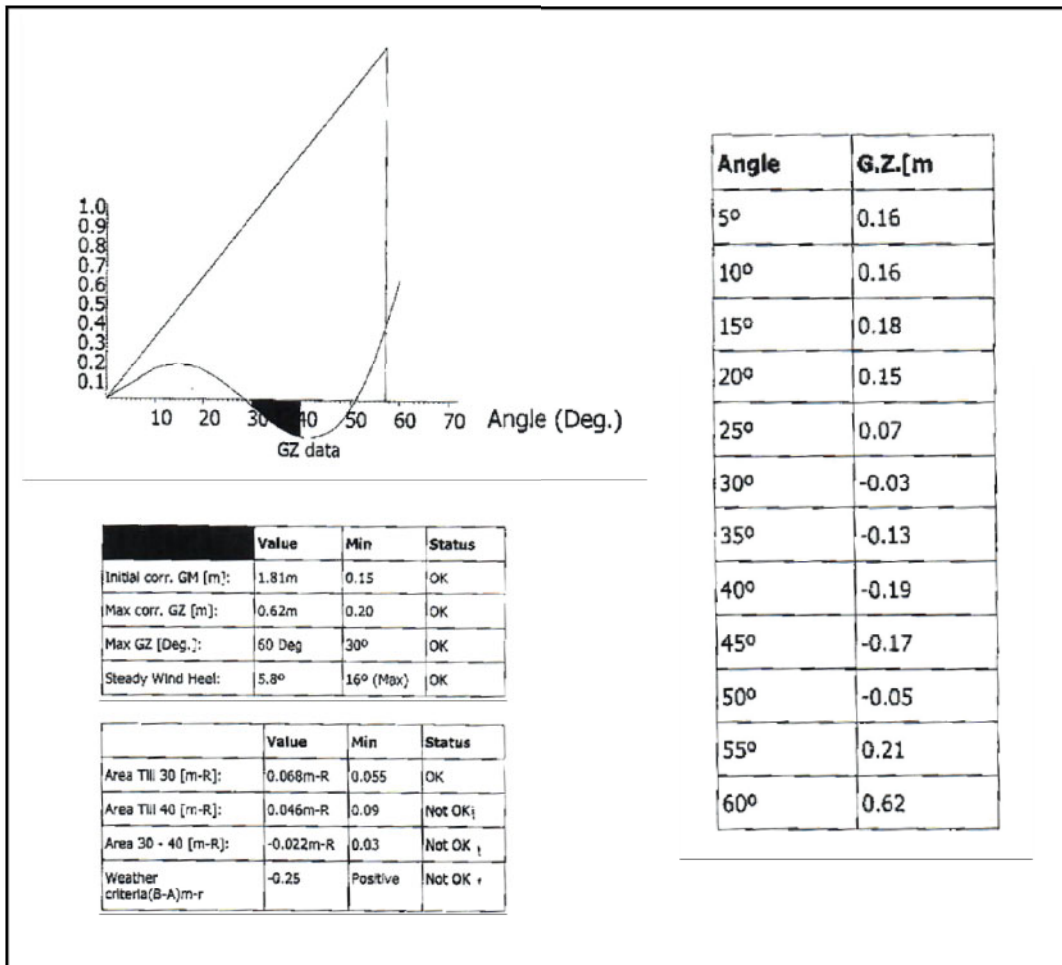 1.0
0.9
0.8
0.7
0.6
0.5
0.4
0.3
0.2
0.1
10 20 30 40 50 60 70 Angle (Deg.)
GZ data
Value Min Status
Initial corr. GM [m]: 1.81m 0.15 OK
Max corr. GZ [m]: 0.62m 0.20 OK
Max GZ [Deg.]: 60 Deg 30º OK
Steady Wind Heel: 5.8º 16º (Max) OK
Value Min Status
Area Till 30 [m-R]: 0.068m-R 0.055 OK
Area Till 40 [m-R]: 0.046m-R 0.09 Not OK
Area 30 - 40 [m-R]: -0.022m-R 0.03 Not OK
Weather
criteria(B-A)m-r -0.25 Positive Not OK
Angle G.Z.[m
5º 0.16
10º 0.16
15º 0.18
20º 0.15
25º 0.07
30º -0.03
35º -0.13
40º -0.19
45º -0.17
50º -0.05
55º 0.21
60º 0.62